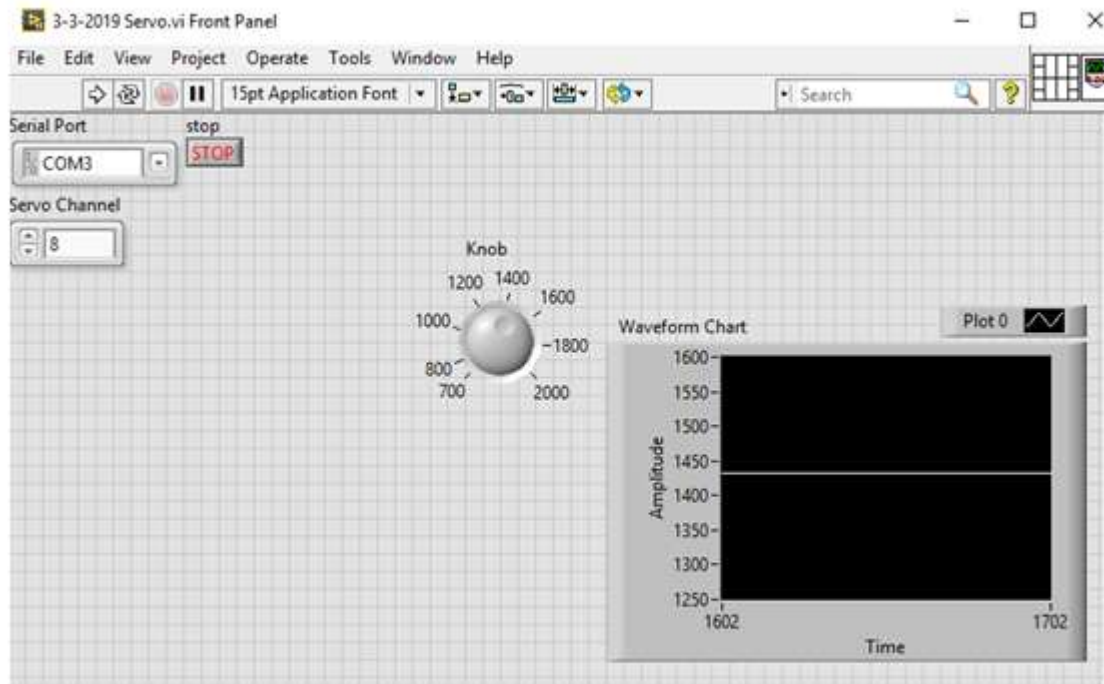 3-3-2019 Servo.vi Front Panel
File Edit View Project Operate Tools Window Help
15pt Application Font
Search
Serial Port
stop
COM3
STOP
Servo Channel
8
Knob
1200 1400
1600
1000
1800
800
700
2000
Waveform Chart
Plot 0
1600
1550
1500
1450
1400
1350
1300
1250
Amplitude
1602
1702
Time